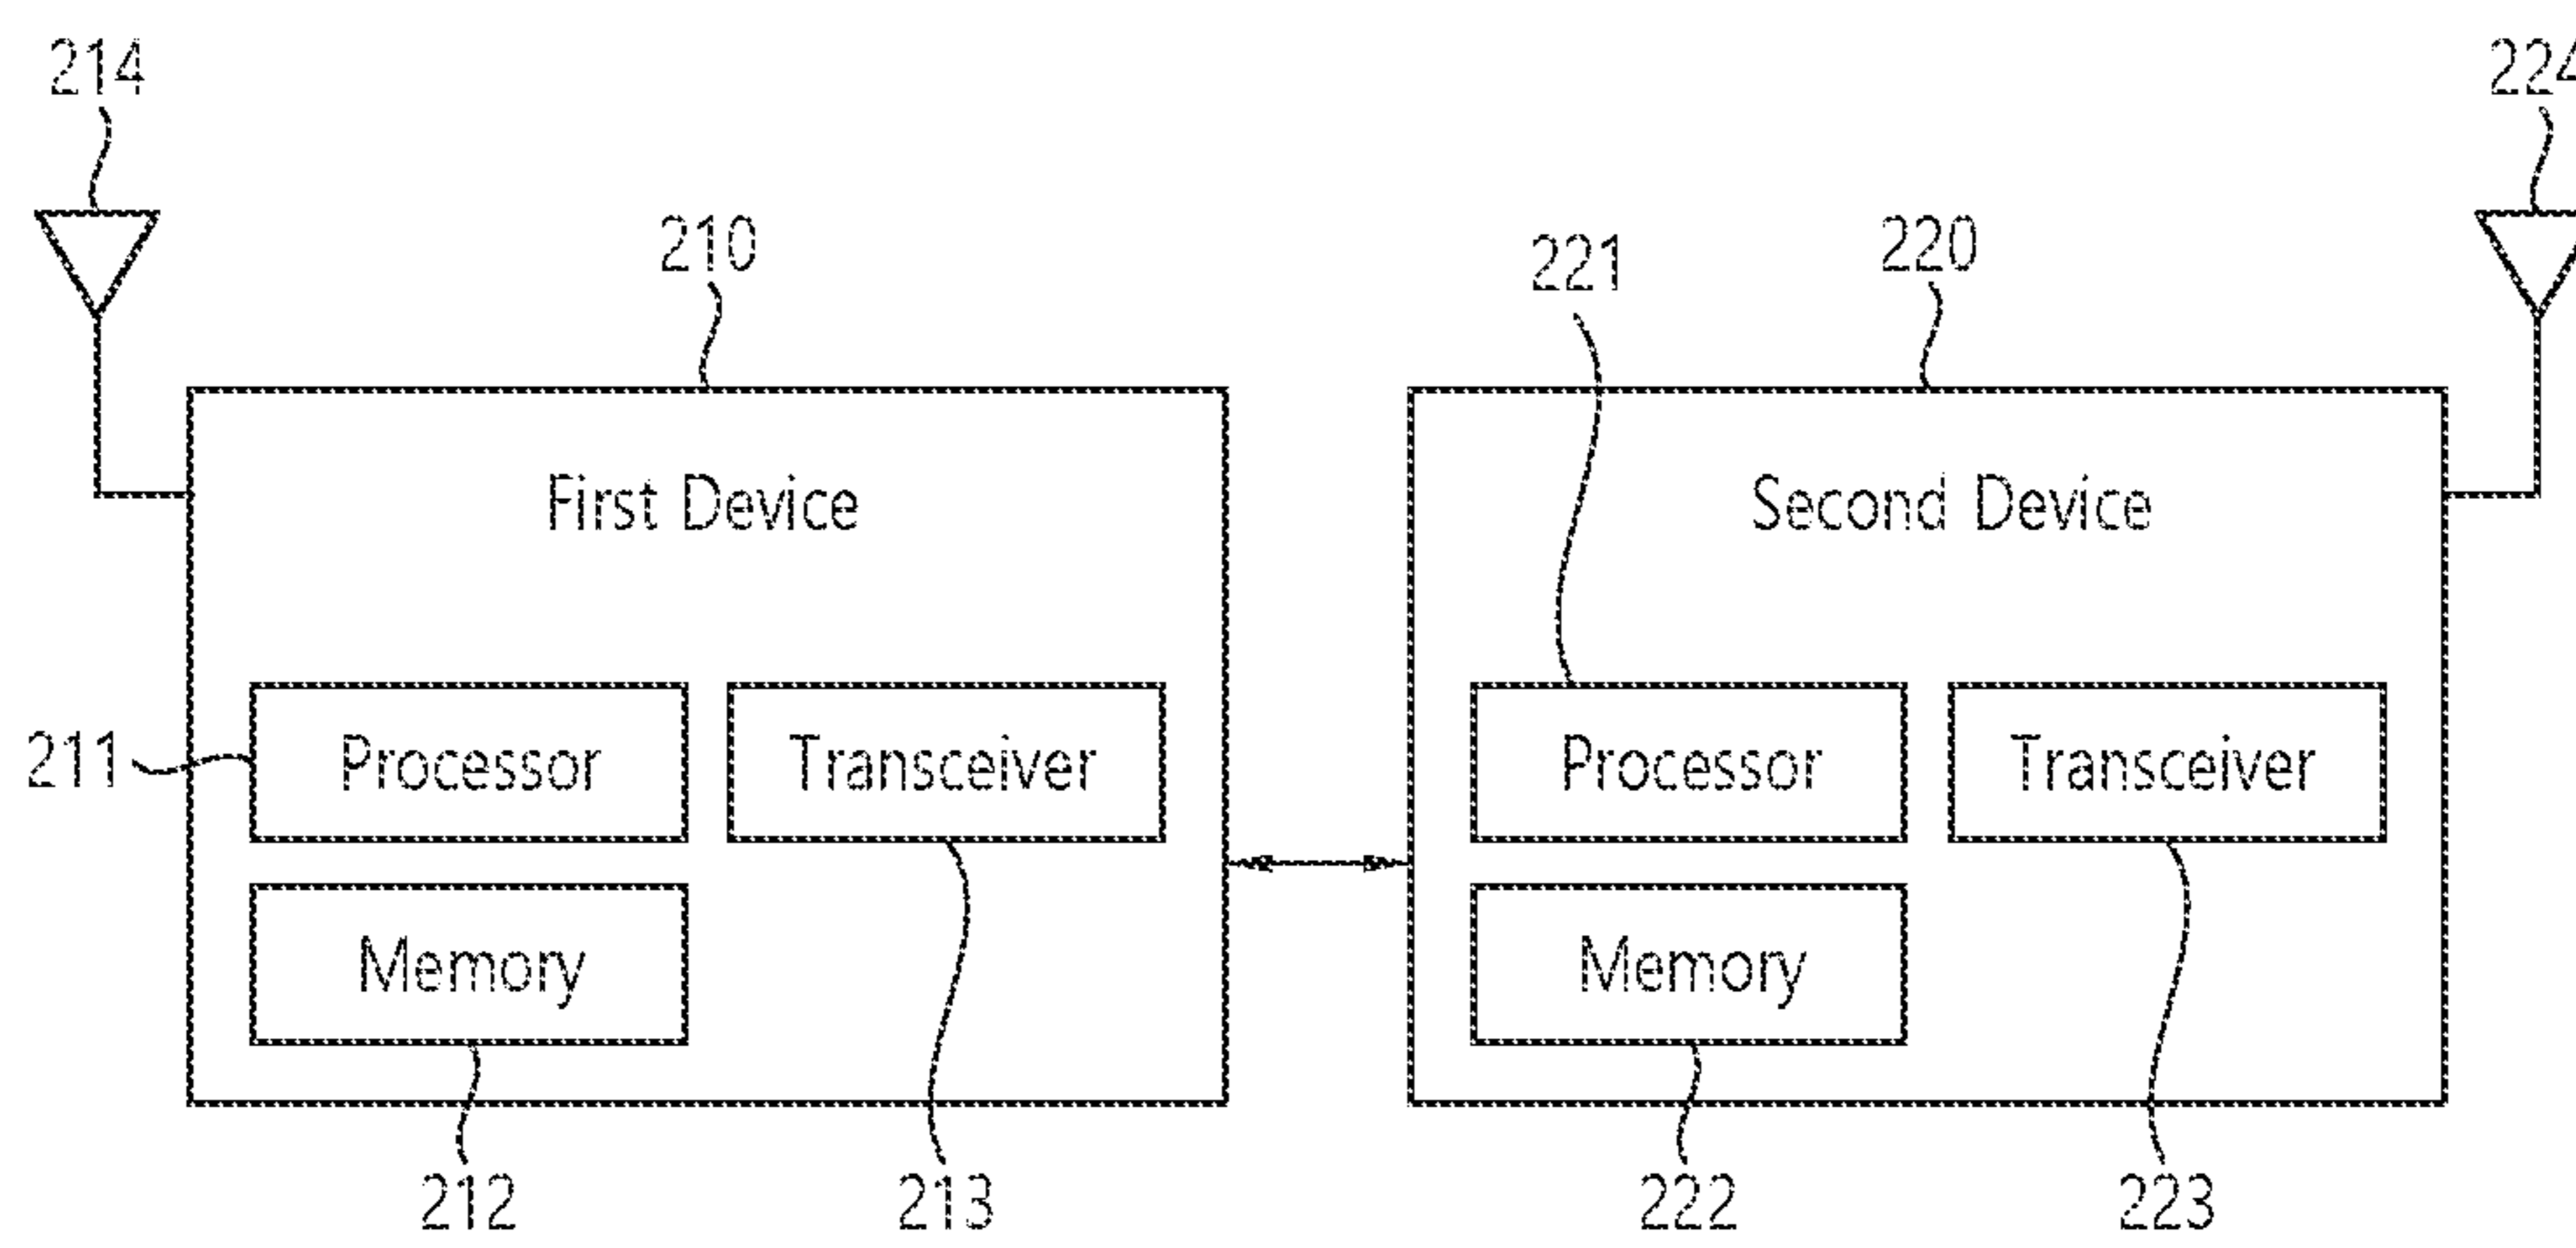 214
224
210
221
220
First Device
Second Device
211
Processor
Transceiver
Processor
Transceiver
Memory
Memory
212
213
222
223